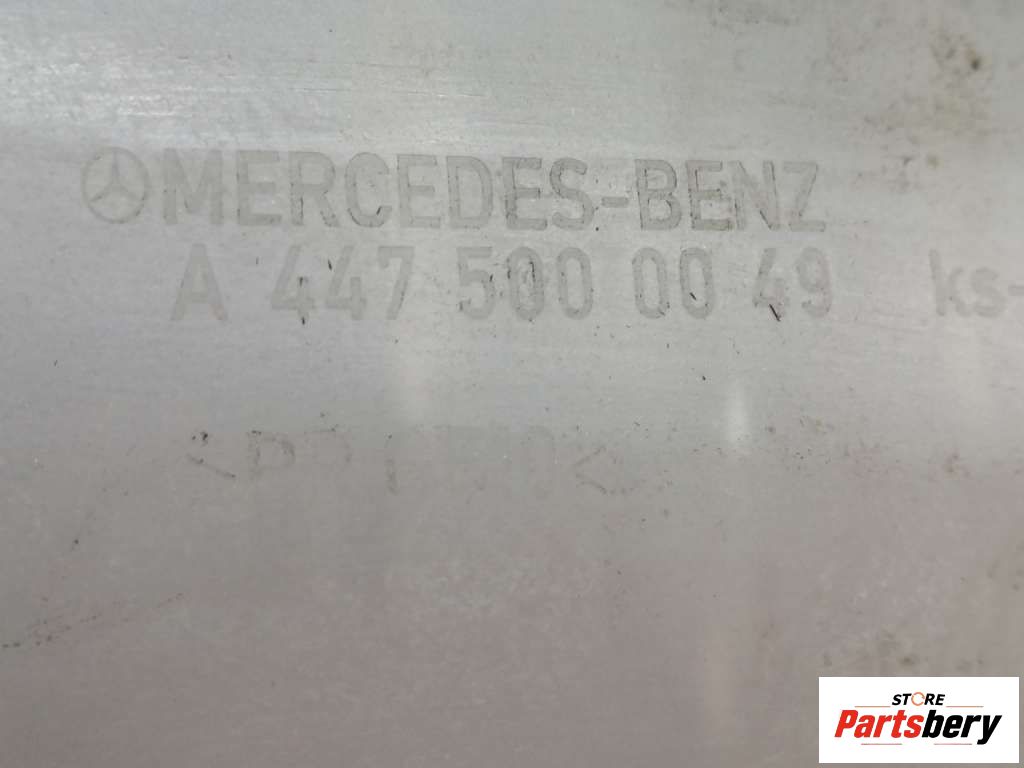 MERCEDES-BENZ
A 447 500 00 49 ks-
STORE
Partsbery